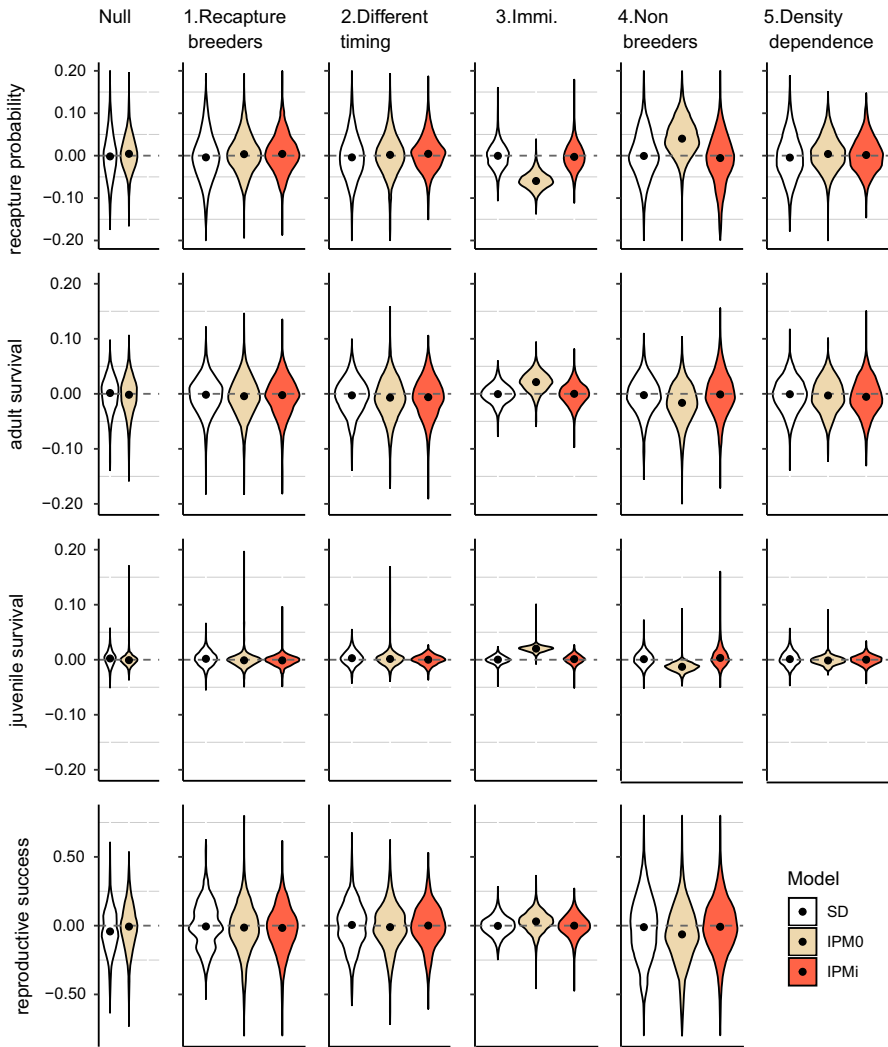 Null
1.Recapture
breeders
2.Different
timing
3.Immi.
4.Non
breeders
5.Density
dependence
recapture probability
0.20
0.10
0.00
−0.10
−0.20
adult survival
0.20
0.10
0.00
−0.10
−0.20
juvenile survival
0.20
0.10
0.00
−0.10
−0.20
reproductive success
0.50
0.00
−0.50
Model
SD
IPM0
IPMi